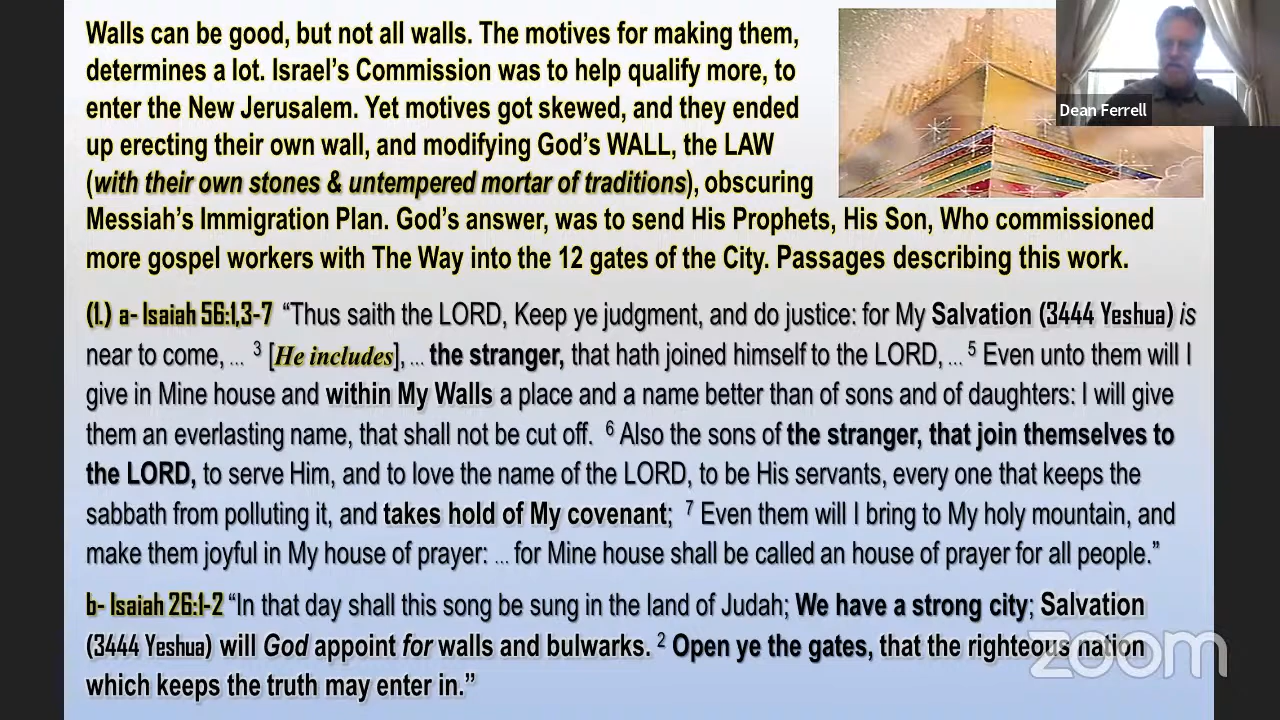 Walls can be good, but not all walls. The motives for making them,
determines a lot. Israel's Commission was to help qualify more, to
enter the New Jerusalem. Yet motives got skewed, and they ended
up erecting their own wall, and modifying God's WALL, the LAW
(with their own stones & untempered mortar of traditions), obscuring
Messiah's Immigration Plan. God's answer, was to send His Prophets, His Son, Who commissioned
more gospel workers with The Way into the 12 gates of the City. Passages describing this work.
Dean Ferrell
(1.) a- Isaiah 56:1,3-7 “Thus saith the LORD, Keep ye judgment, and do justice: for My Salvation (3444 Yeshua) is
near to come, ... 3 [He includes], ... the stranger, that hath joined himself to the LORD, ... 5 Even unto them will I
give in Mine house and within My Walls a place and a name better than of sons and of daughters: I will give
them an everlasting name, that shall not be cut off. 6 Also the sons of the stranger, that join themselves to
the LORD, to serve Him, and to love the name of the LORD, to be His servants, every one that keeps the
sabbath from polluting it, and takes hold of My covenant; 7 Even them will I bring to My holy mountain, and
make them joyful in My house of prayer: ... for Mine house shall be called an house of prayer for all people.”
b- Isaiah 26:1-2 “In that day shall this song be sung in the land of Judah; We have a strong city; Salvation
(3444 Yeshua) will God appoint for walls and bulwarks. 2 Open ye the gates, that the righteous nation
which keeps the truth may enter in.”
zoom